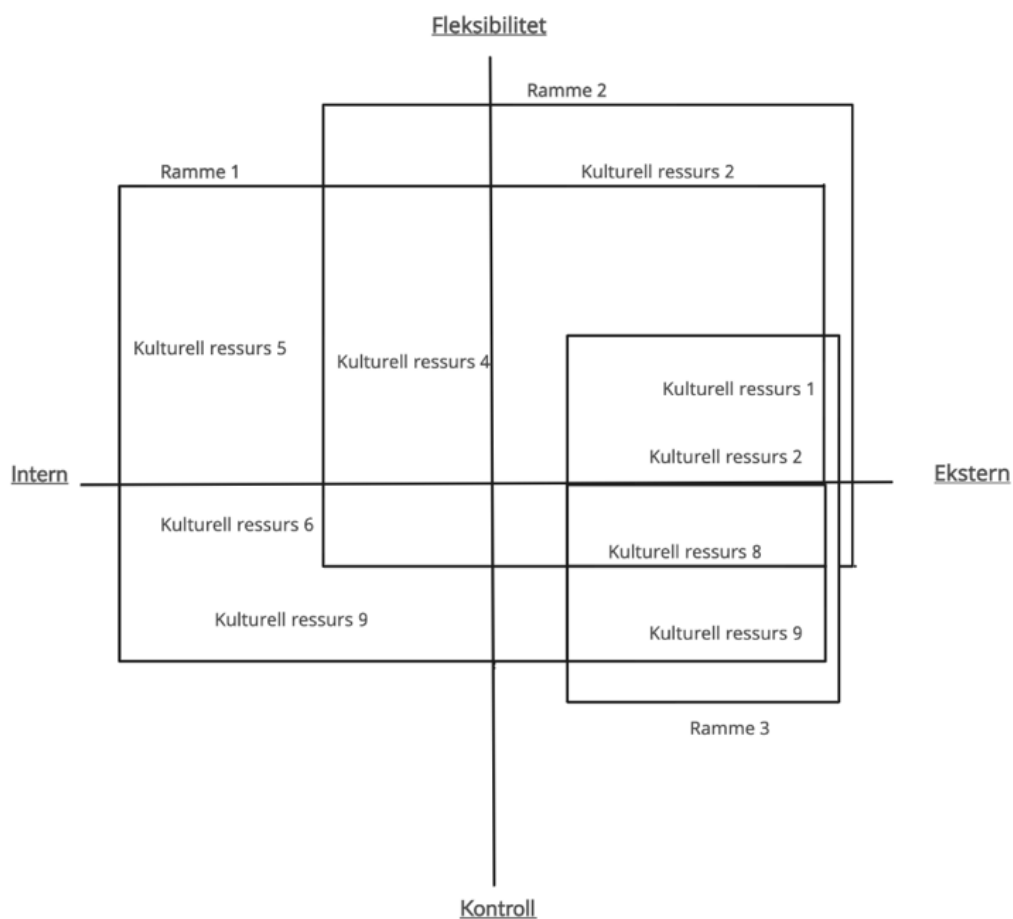 Fleksibilitet
Ramme 2
Ramme 1
Kulturell ressurs 2
Kulturell ressurs 5
Kulturell ressurs 4
Kulturell ressurs 1
Kulturell ressurs 2
Intern
Ekstern
Kulturell ressurs 6
Kulturell ressurs 8
Kulturell ressurs 9
Kulturell ressurs 9
Ramme 3
Kontroll